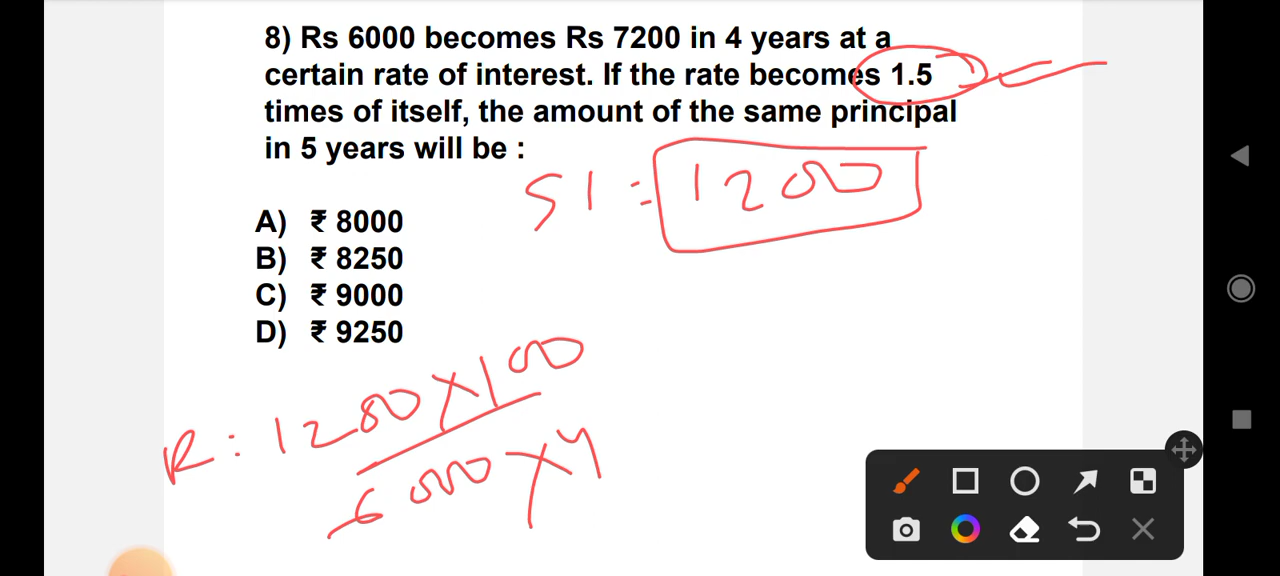 8) Rs 6000 becomes Rs 7200 in 4 years at a
certain rate of interest. If the rate becomes 1.5
times of itself, the amount of the same principal
in 5 years will be :
SI = 1200
A) ₹ 8000
B) ₹ 8250
C) ₹ 9000
D) ₹ 9250
R = 1200 X 100
6000 X 4